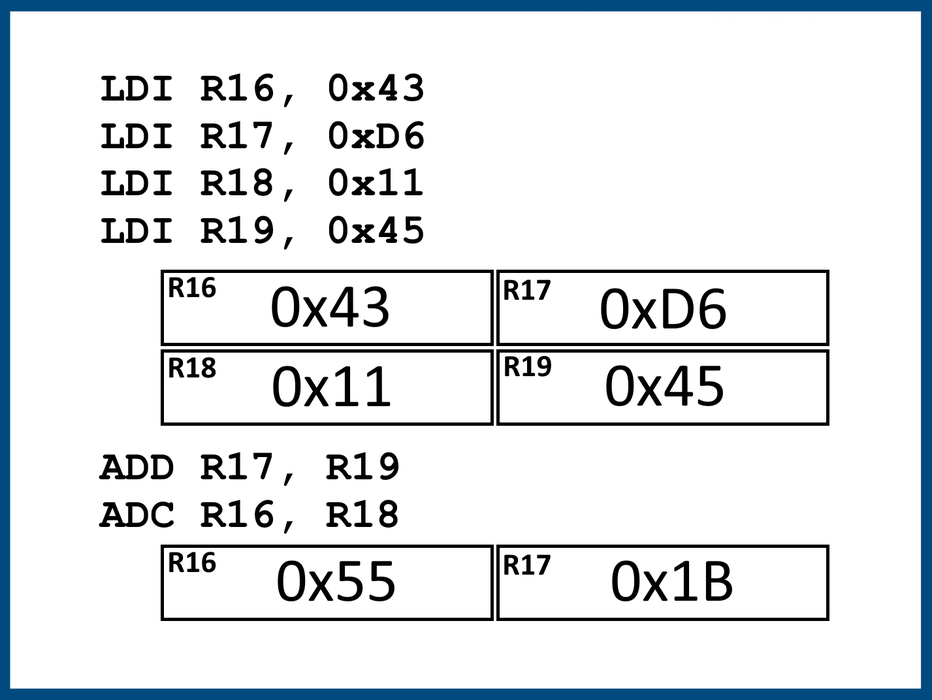 LDI R16, 0x43
LDI R17, 0xD6
LDI R18, 0x11
LDI R19, 0x45
R16 0x43 R17 0xD6
R18 0x11 R19 0x45
ADD R17, R19
ADC R16, R18
R16 0x55 R17 0x1B